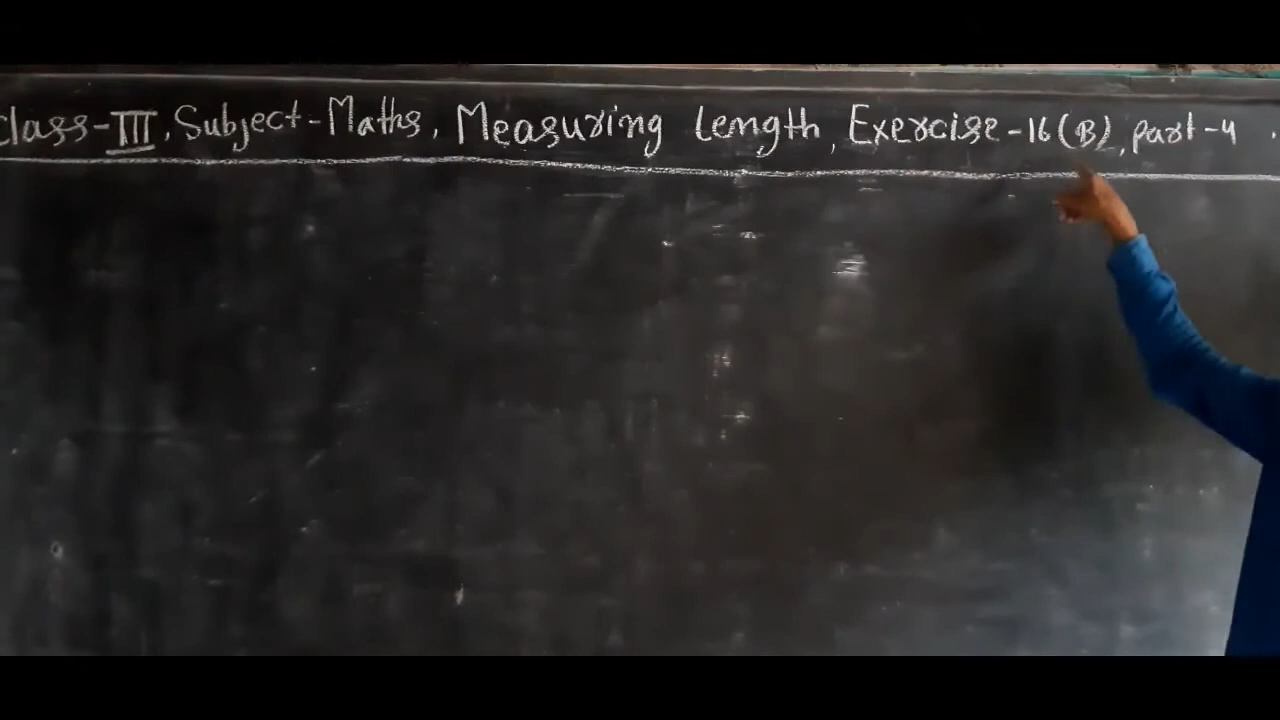 Class-III, Subject-Maths, Measuring Length, Exercise-16(B), Part-4.